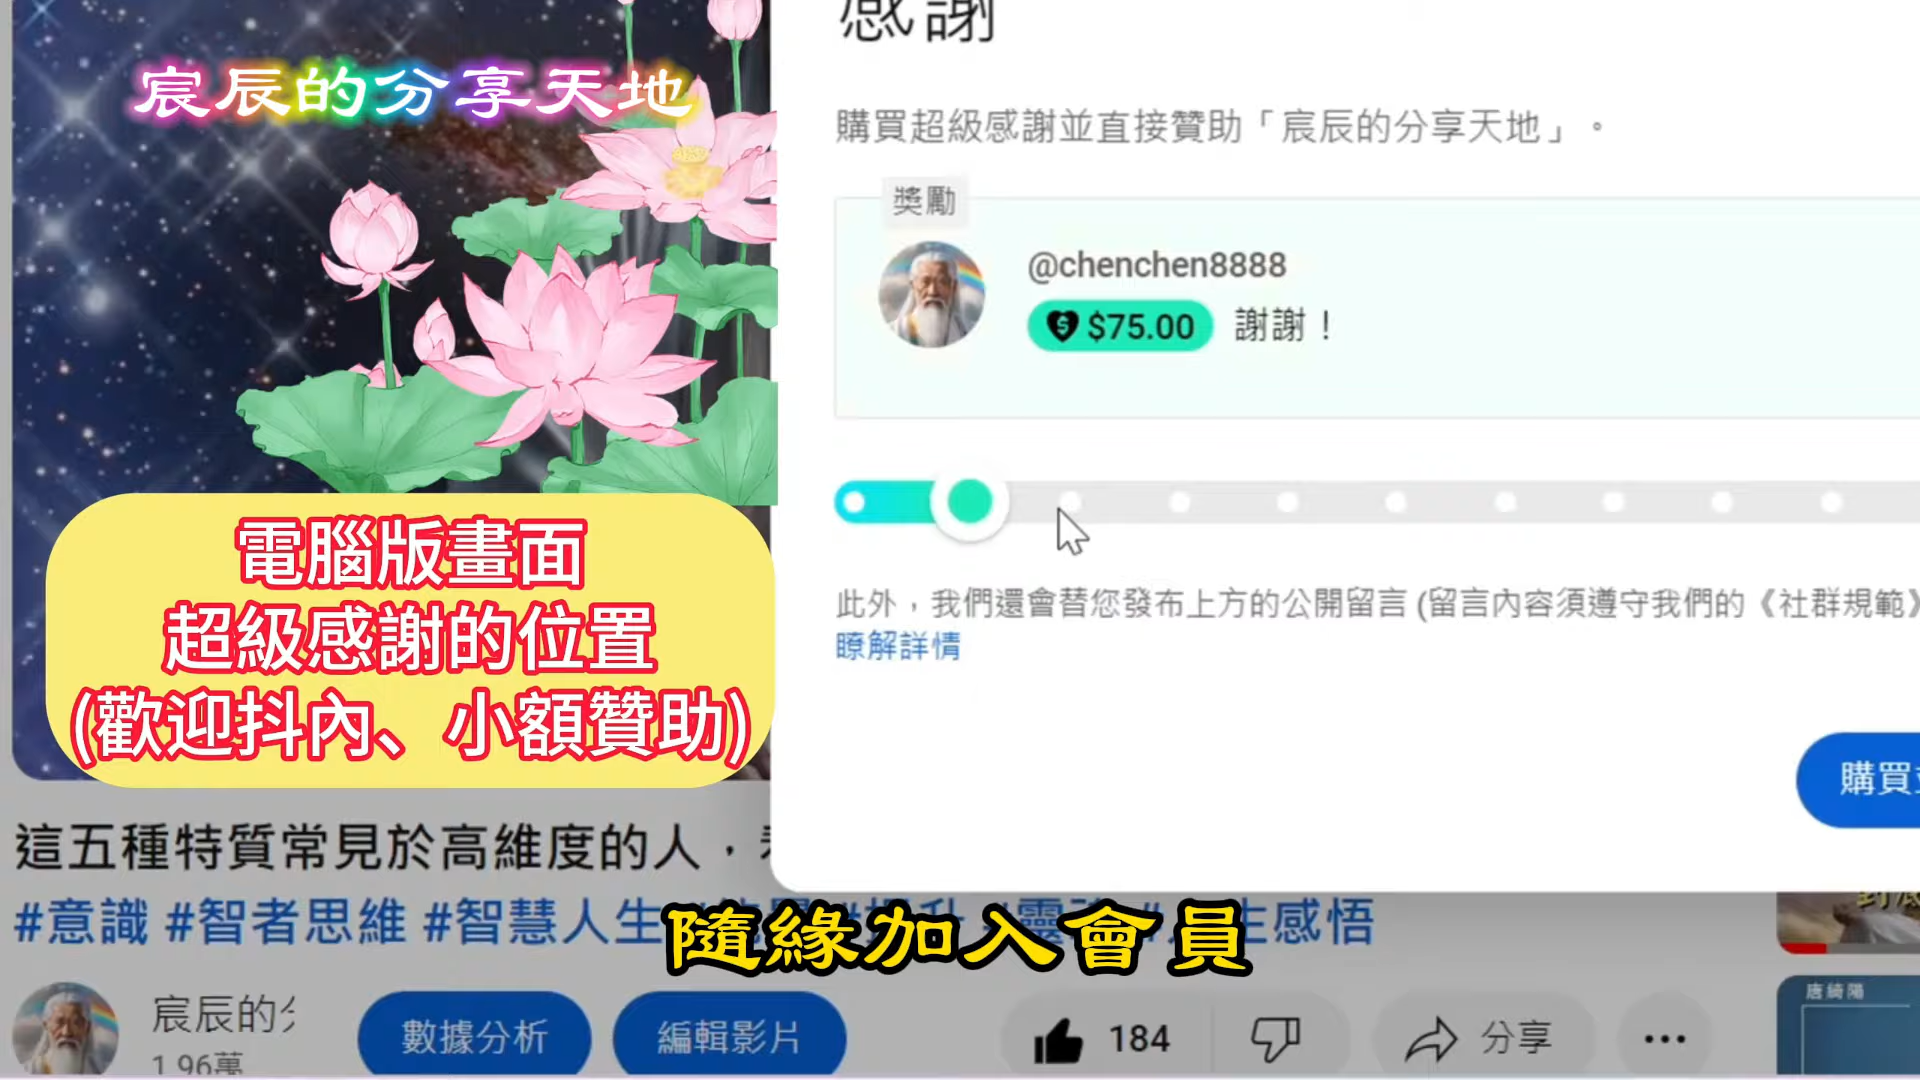 感謝
宸辰的分享天地
購買超級感謝並直接贊助「宸辰的分享天地」。
獎勵
@chenchen8888
$75.00 謝謝！
電腦版畫面
超級感謝的位置
(歡迎抖內、小額贊助)
此外，我們還會替您發布上方的公開留言 (留言內容須遵守我們的《社群規範》
瞭解詳情
購買
這五種特質常見於高維度的人，
#意識 #智者思維 #智慧人生
生感悟
隨緣加入會員
唐綺陽
宸辰的分
1.96萬
數據分析
編輯影片
184
分享